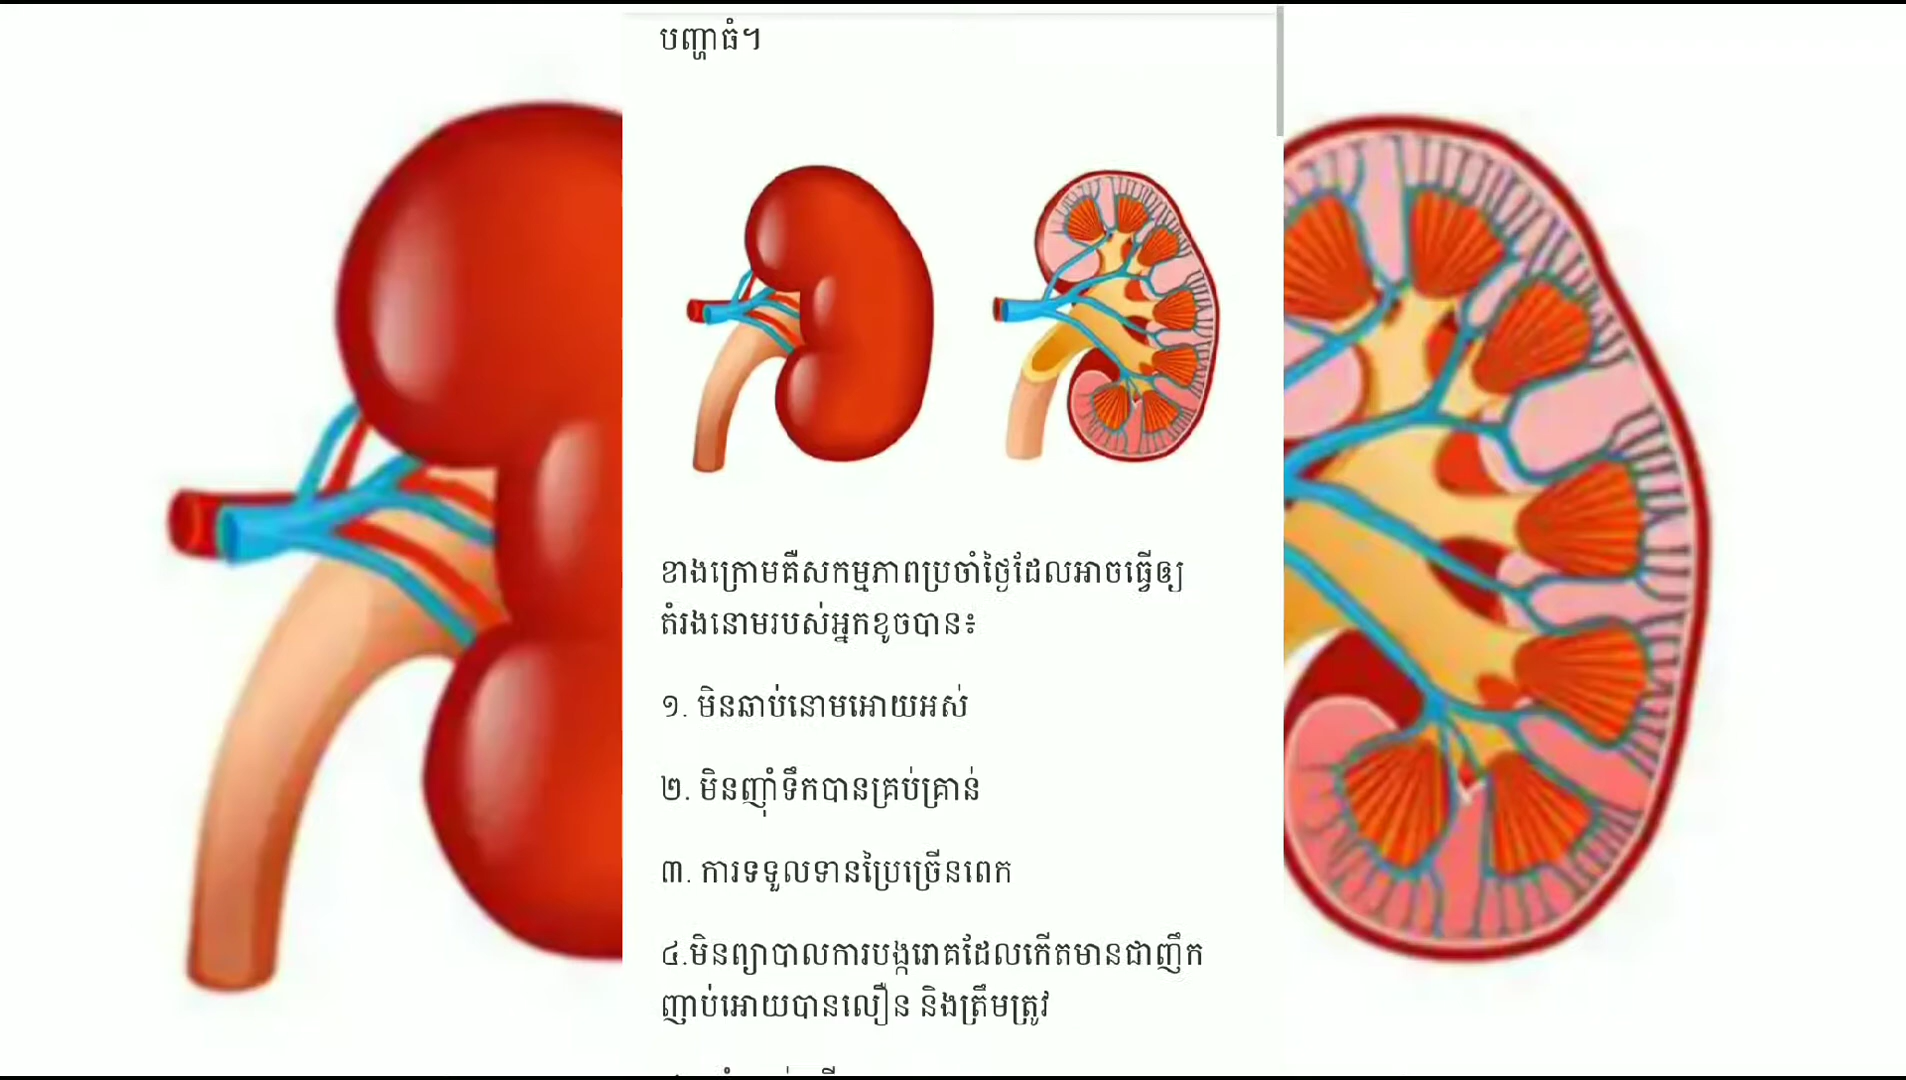 បញ្ហាធំ។
ខាងក្រោមគឺសកម្មភាពប្រចាំថ្ងៃដែលអាចធ្វើឲ្យ
តំរងនោមរបស់អ្នកខូចបាន៖
១. មិនឆាប់នោមអោយអស់
២. មិនញ៉ាំទឹកបានគ្រប់គ្រាន់
៣. ការទទួលទានប្រៃច្រើនពេក
៤.មិនព្យាបាលការបង្ករោគដែលកើតមានជាញឹក
ញាប់អោយបានលឿន និងត្រឹមត្រូវ